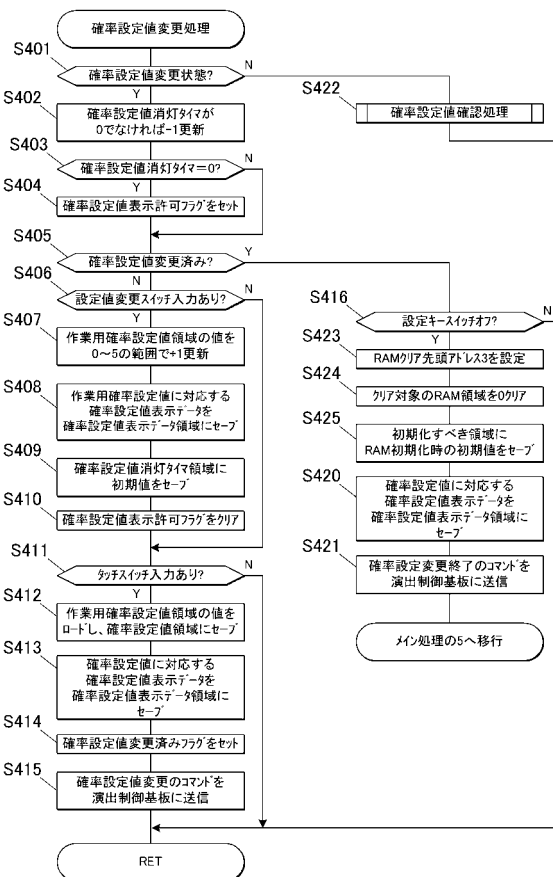 確率設定値変更処理
S401
確率設定値変更状態?
N
Y
S402
確率設定値消灯タイマが
0でなければ-1更新
S403
確率設定値消灯タイマ=0?
N
Y
S404
確率設定値表示許可フラグをセット
S405
確率設定値変更済み?
Y
N
S406
設定値変更スイッチ入力あり?
N
Y
S407
作業用確率設定値領域の値を
0～5の範囲で+1更新
S408
作業用確率設定値に対応する
確率設定値表示データを
確率設定値表示データ領域にセーブ
S409
確率設定値消灯タイマ領域に
初期値をセーブ
S410
確率設定値表示許可フラグをクリア
S411
タッチスイッチ入力あり?
N
Y
S412
作業用確率設定値領域の値を
ロードし、確率設定値領域にセーブ
S413
確率設定値に対応する
確率設定値表示データを
確率設定値表示データ領域に
セーブ
S414
確率設定値変更済みフラグをセット
S415
確率設定値変更のコマンドを
演出制御基板に送信
RET
S422
確率設定値確認処理
S416
設定キースイッチオフ?
N
Y
S423
RAMクリア先頭アドレス3を設定
S424
クリア対象のRAM領域を0クリア
S425
初期化すべき領域に
RAM初期化時の初期値をセーブ
S420
確率設定値に対応する
確率設定値表示データを
確率設定値表示データ領域に
セーブ
S421
確率設定変更終了のコマンドを
演出制御基板に送信
メイン処理の5へ移行